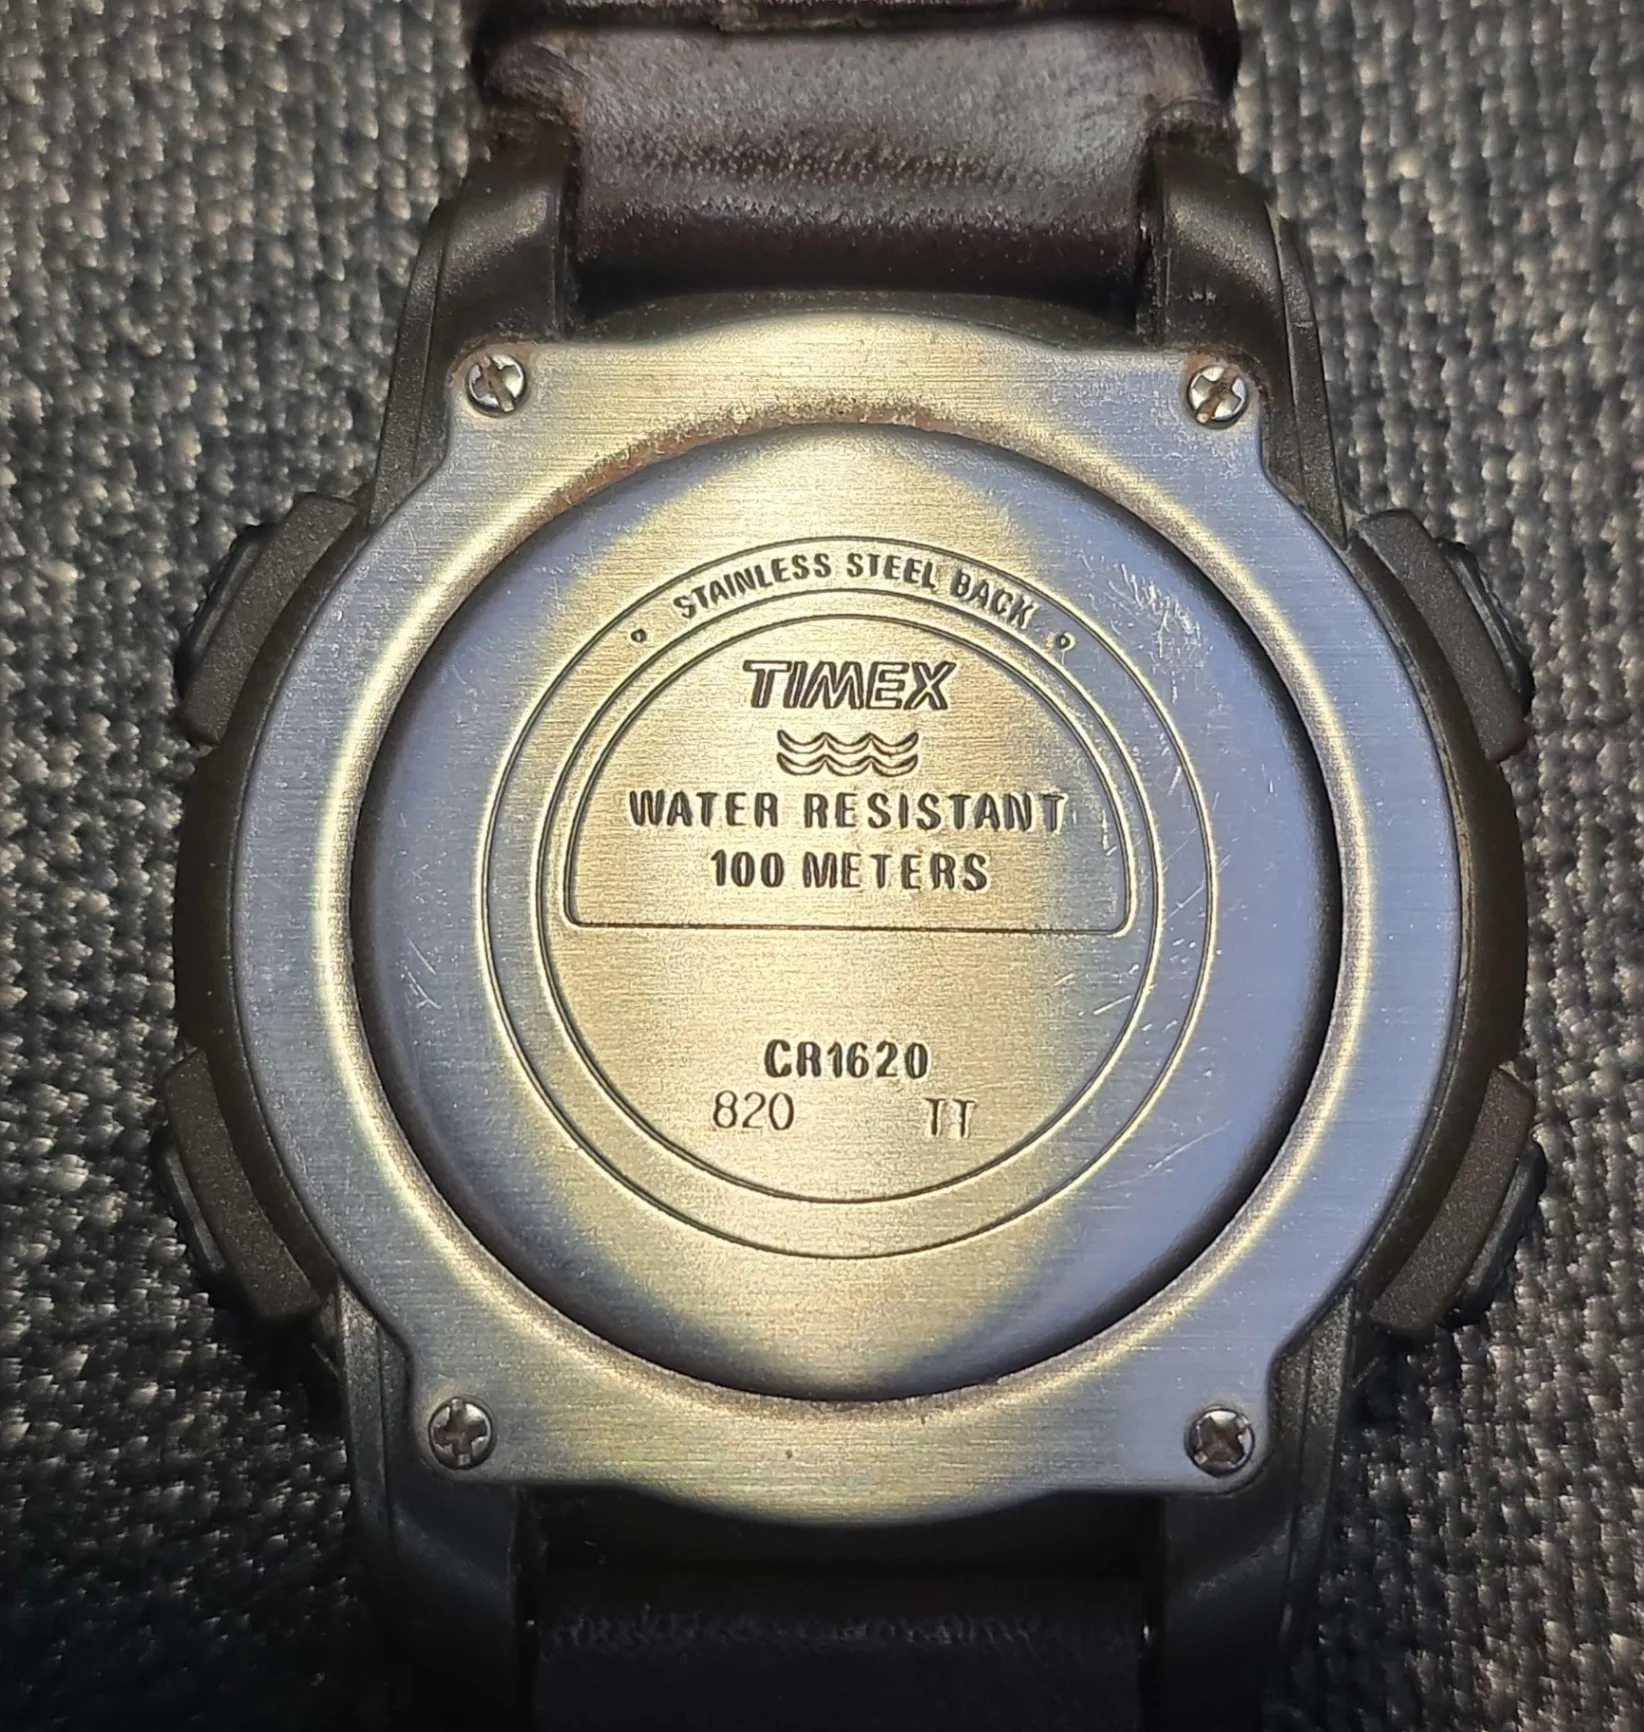 STAINLESS STEEL BACK
TIMEX
WATER RESISTANT
100 METERS
CR1620
820 TT